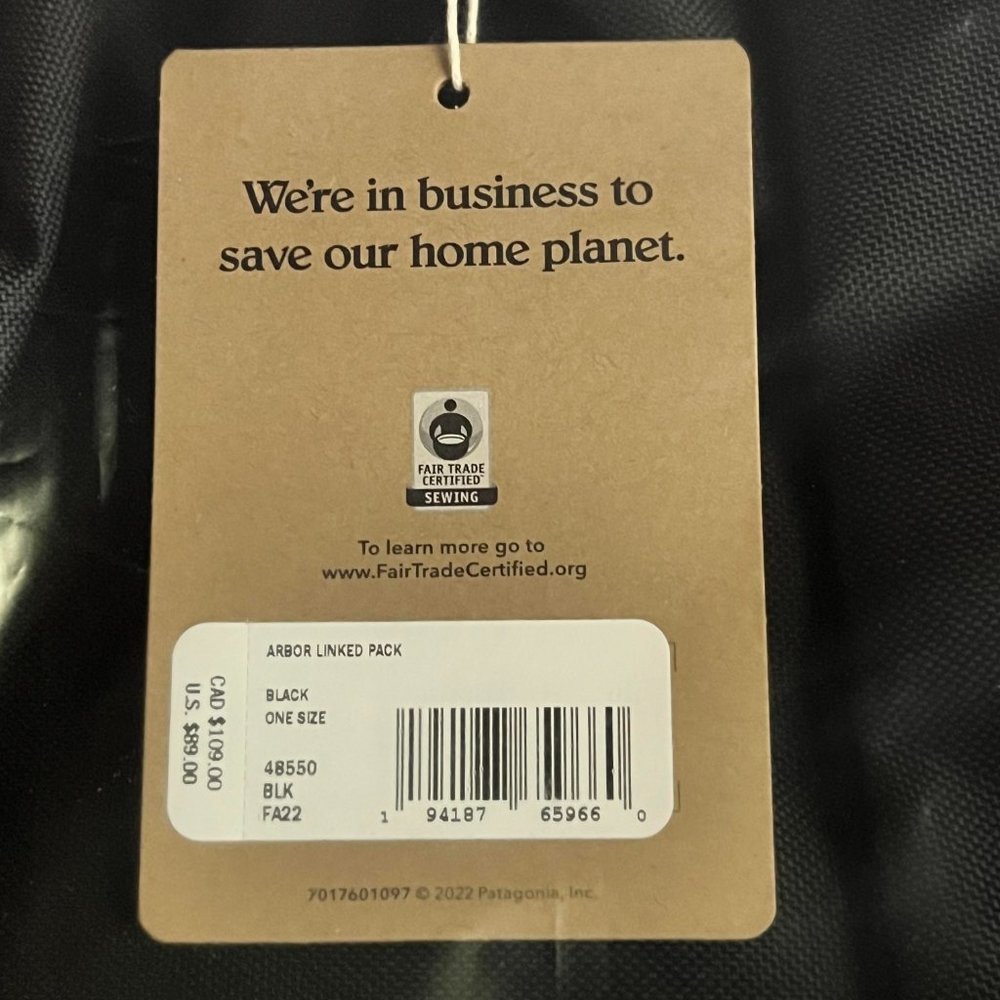 We're in business to
save our home planet.
FAIR TRADE
CERTIFIED™
SEWING
To learn more go to
www.FairTradeCertified.org
ARBOR LINKED PACK
BLACK
ONE SIZE
48550
BLK
FA22
CAD $109.00
U.S. $89.00
1 94187 65966 0
7017601097 © 2022 Patagonia, Inc.